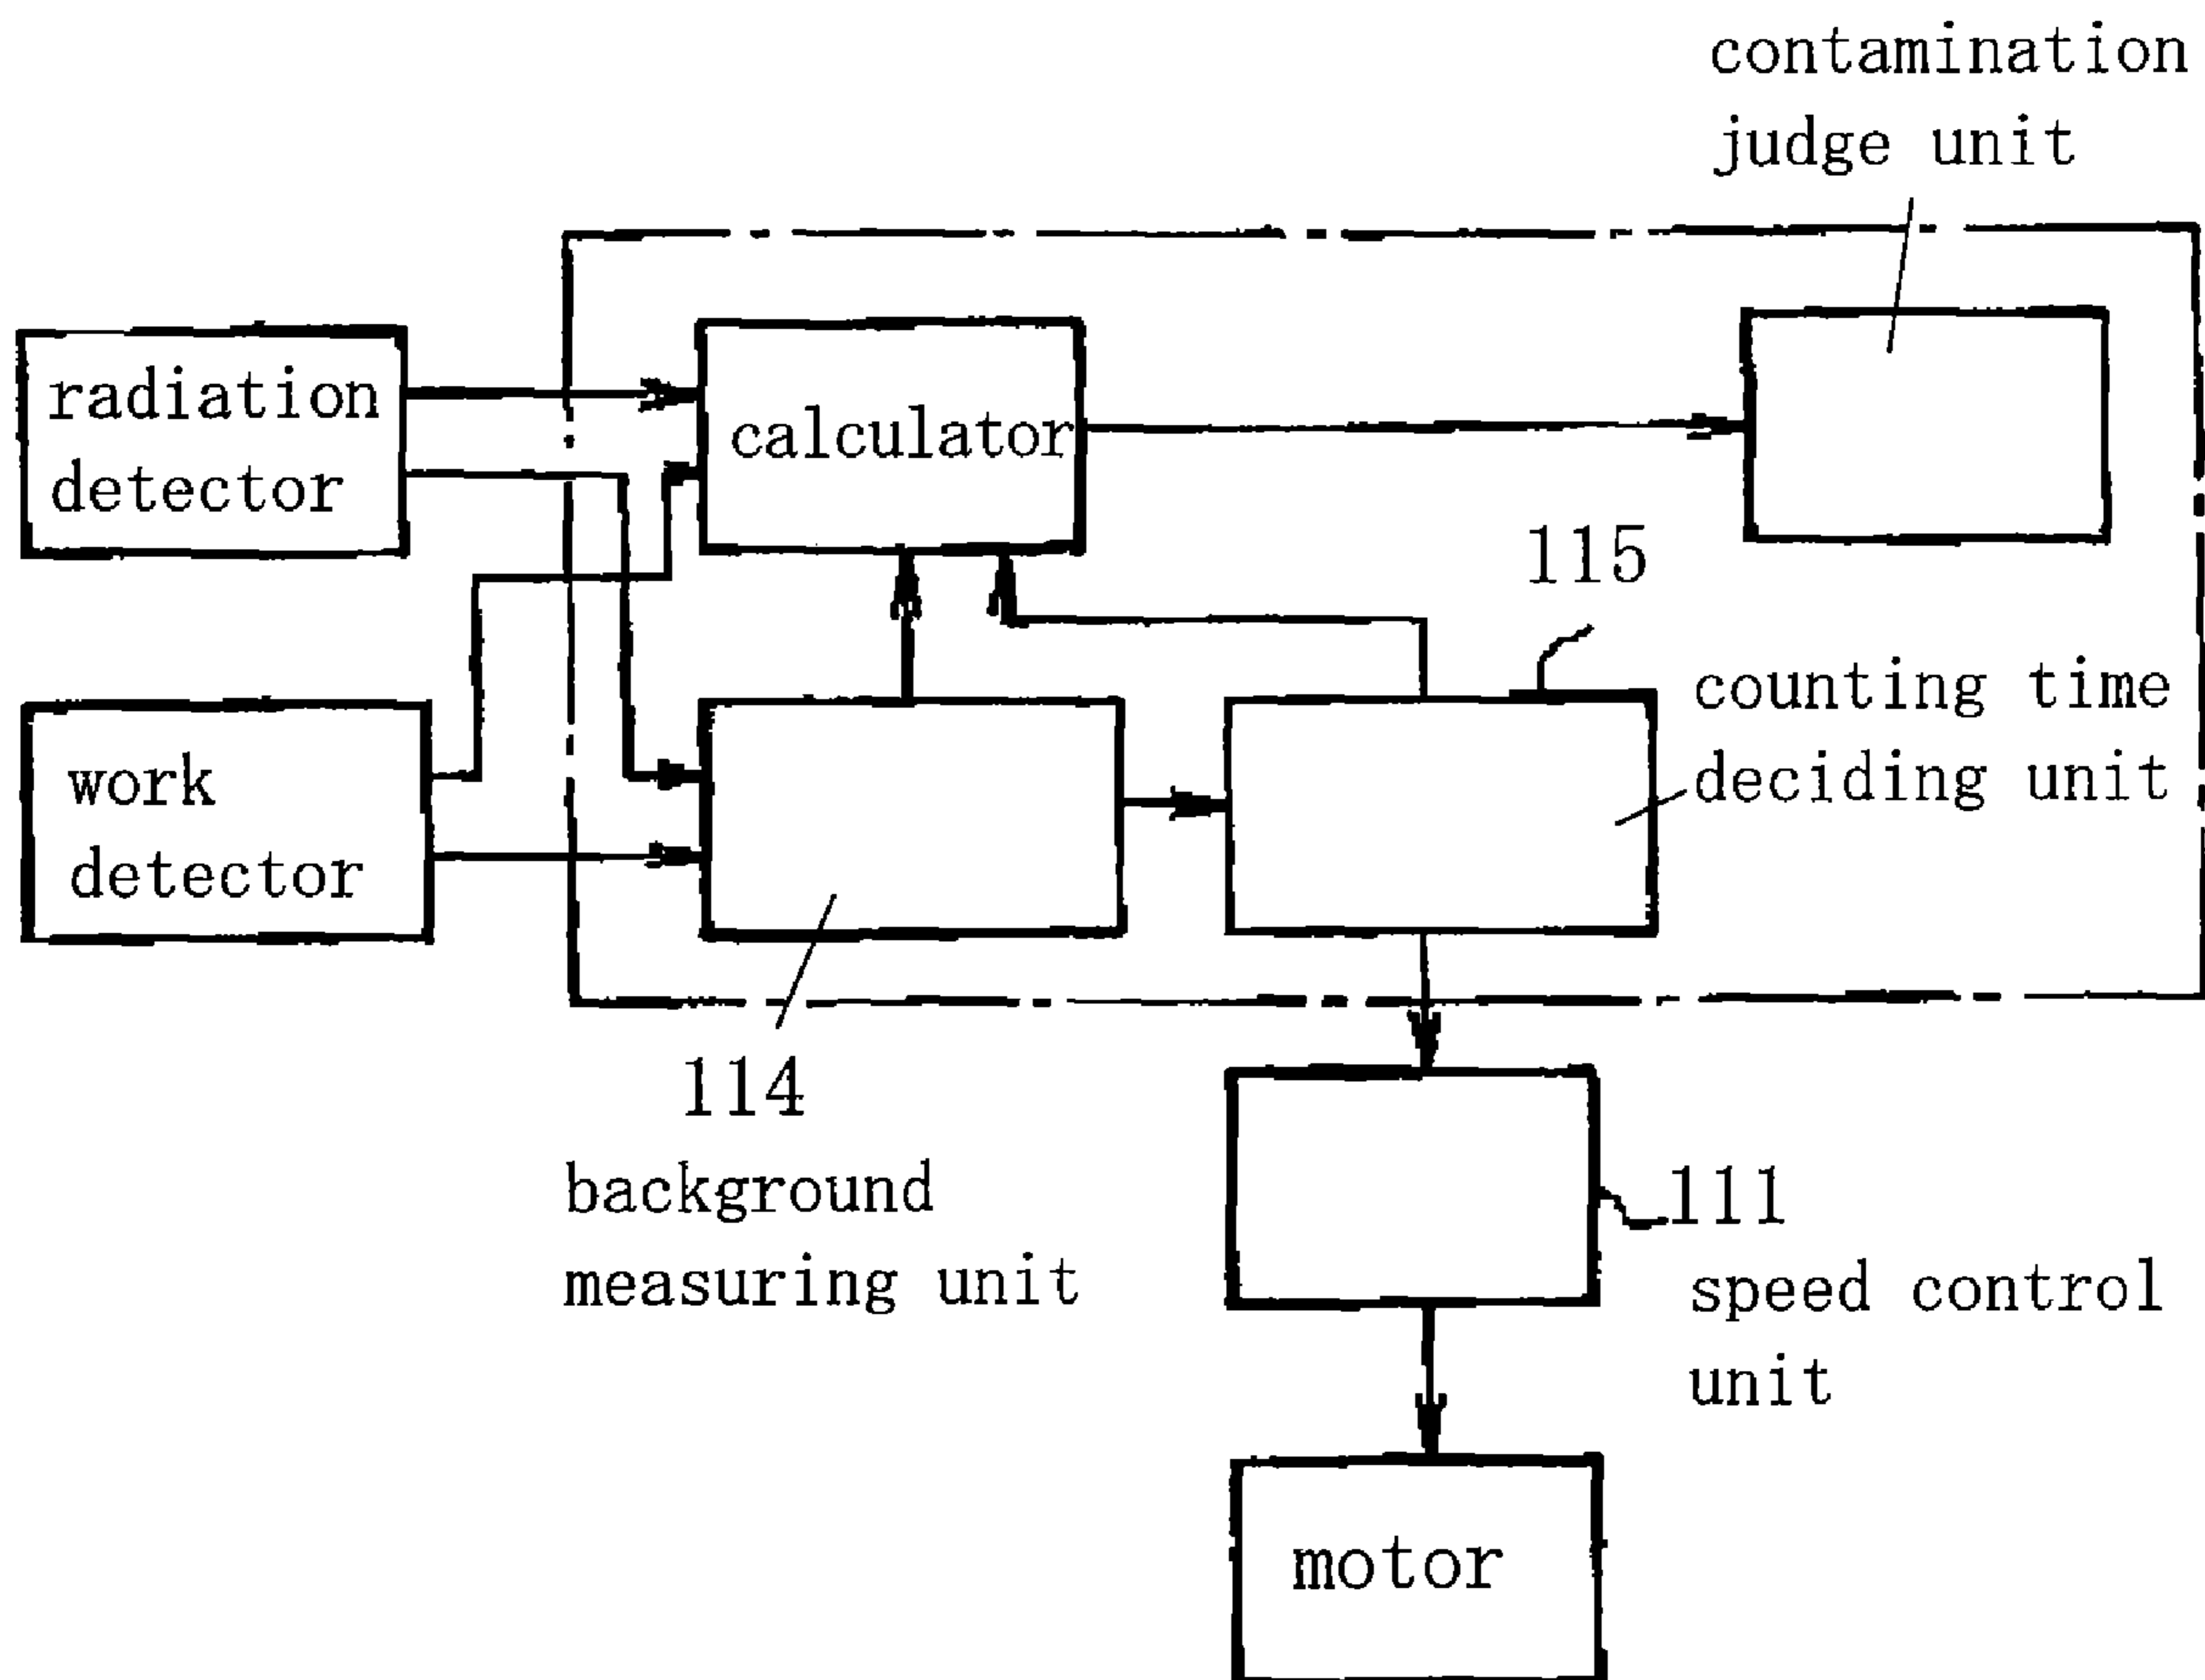 contamination
judge unit
radiation
detector
calculator
115
counting time
deciding unit
work
detector
114
background
measuring unit
111
speed control
unit
motor